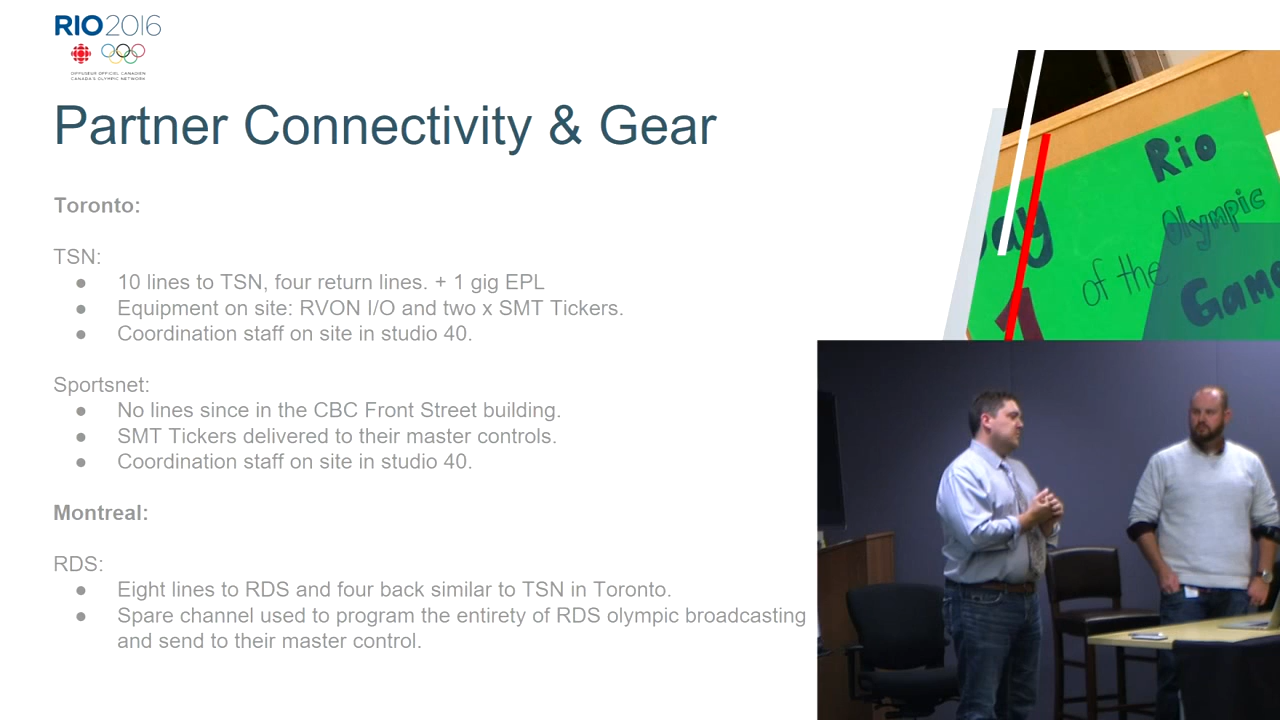 RIO2016
DIFFUSEUR OFFICIEL CANADIEN
CANADA'S OLYMPIC NETWORK
Partner Connectivity & Gear
Toronto:
TSN:
● 10 lines to TSN, four return lines. + 1 gig EPL
● Equipment on site: RVON I/O and two x SMT Tickers.
● Coordination staff on site in studio 40.
Sportsnet:
● No lines since in the CBC Front Street building.
● SMT Tickers delivered to their master controls.
● Coordination staff on site in studio 40.
Montreal:
RDS:
● Eight lines to RDS and four back similar to TSN in Toronto.
● Spare channel used to program the entirety of RDS olympic broadcasting
and send to their master control.
Rio
ay
Olympic
of the
Game
1